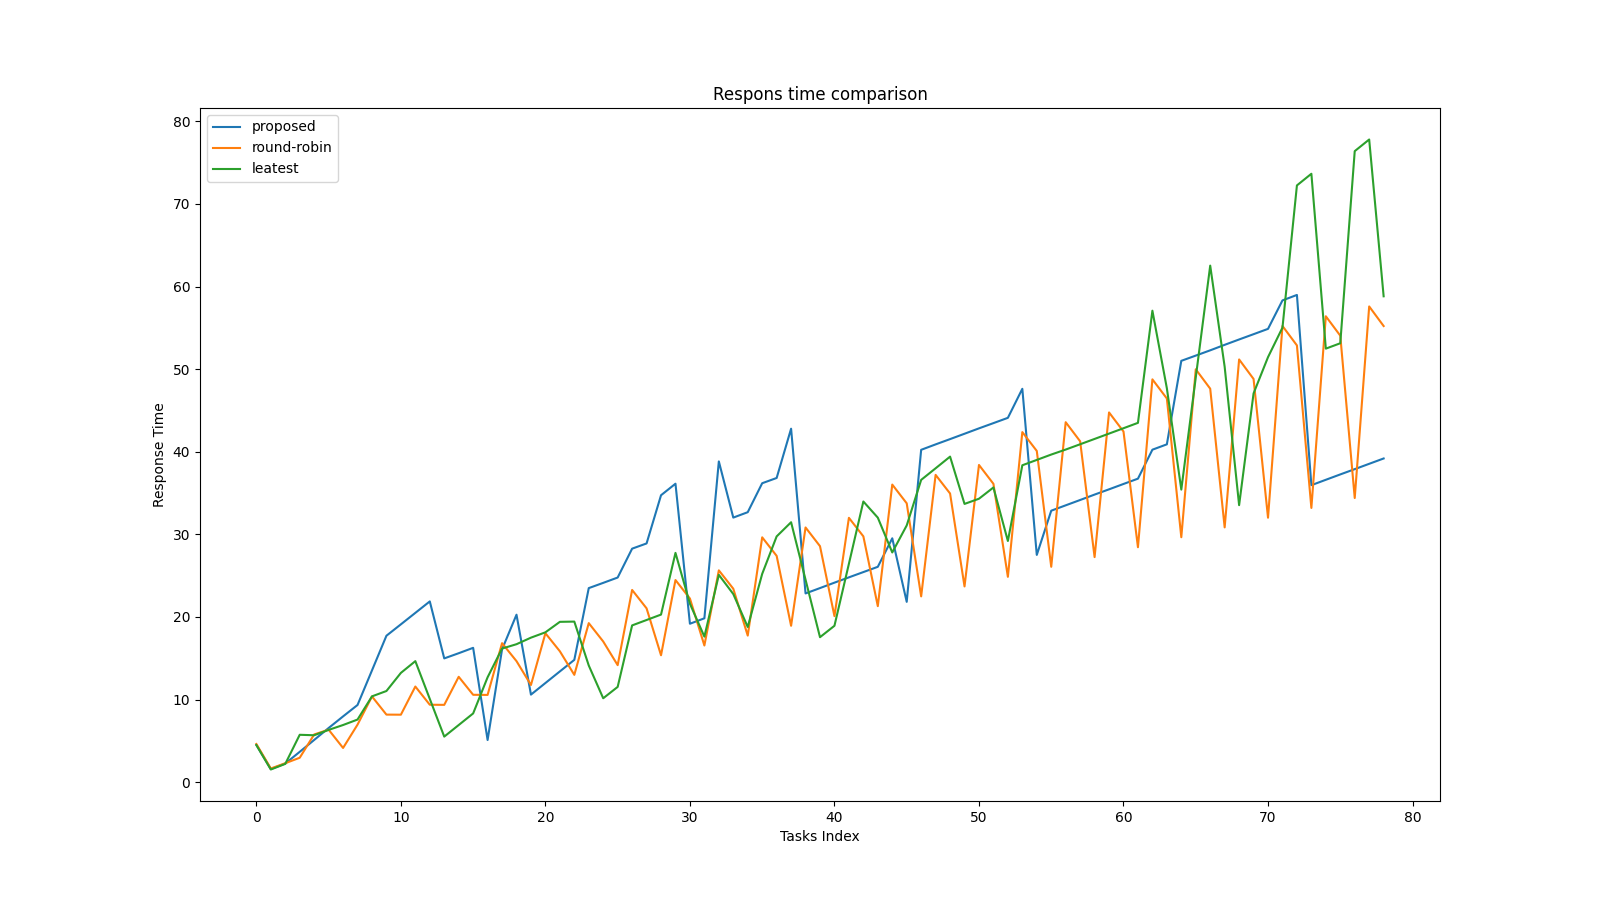 Respons time comparison
proposed
round-robin
leatest
80
70
60
50
40
30
20
10
0
Response Time
0 10 20 30 40 50 60 70 80
Tasks Index